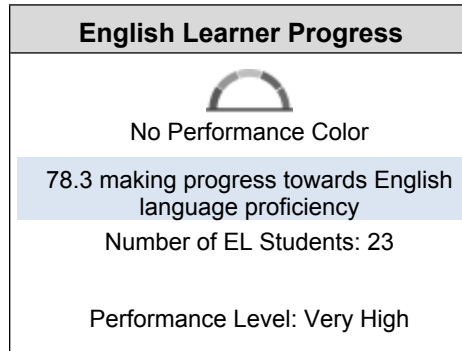 English Learner Progress
No Performance Color
78.3 making progress towards English
language proficiency
Number of EL Students: 23
Performance Level: Very High